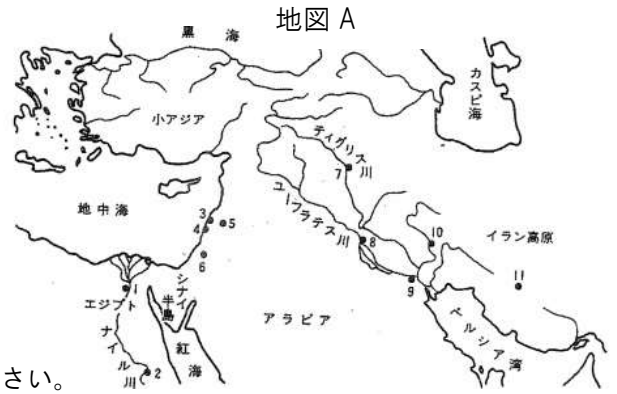 地図 A
黒海
カスピ海
小アジア
ティグリス川
7
ユーフラテス川
地中海
3
4
5
6
8
10
イラン高原
9
11
1
エジプト
シナイ半島
アラビア
ペルシア湾
ナイル川
紅海
2
さい。